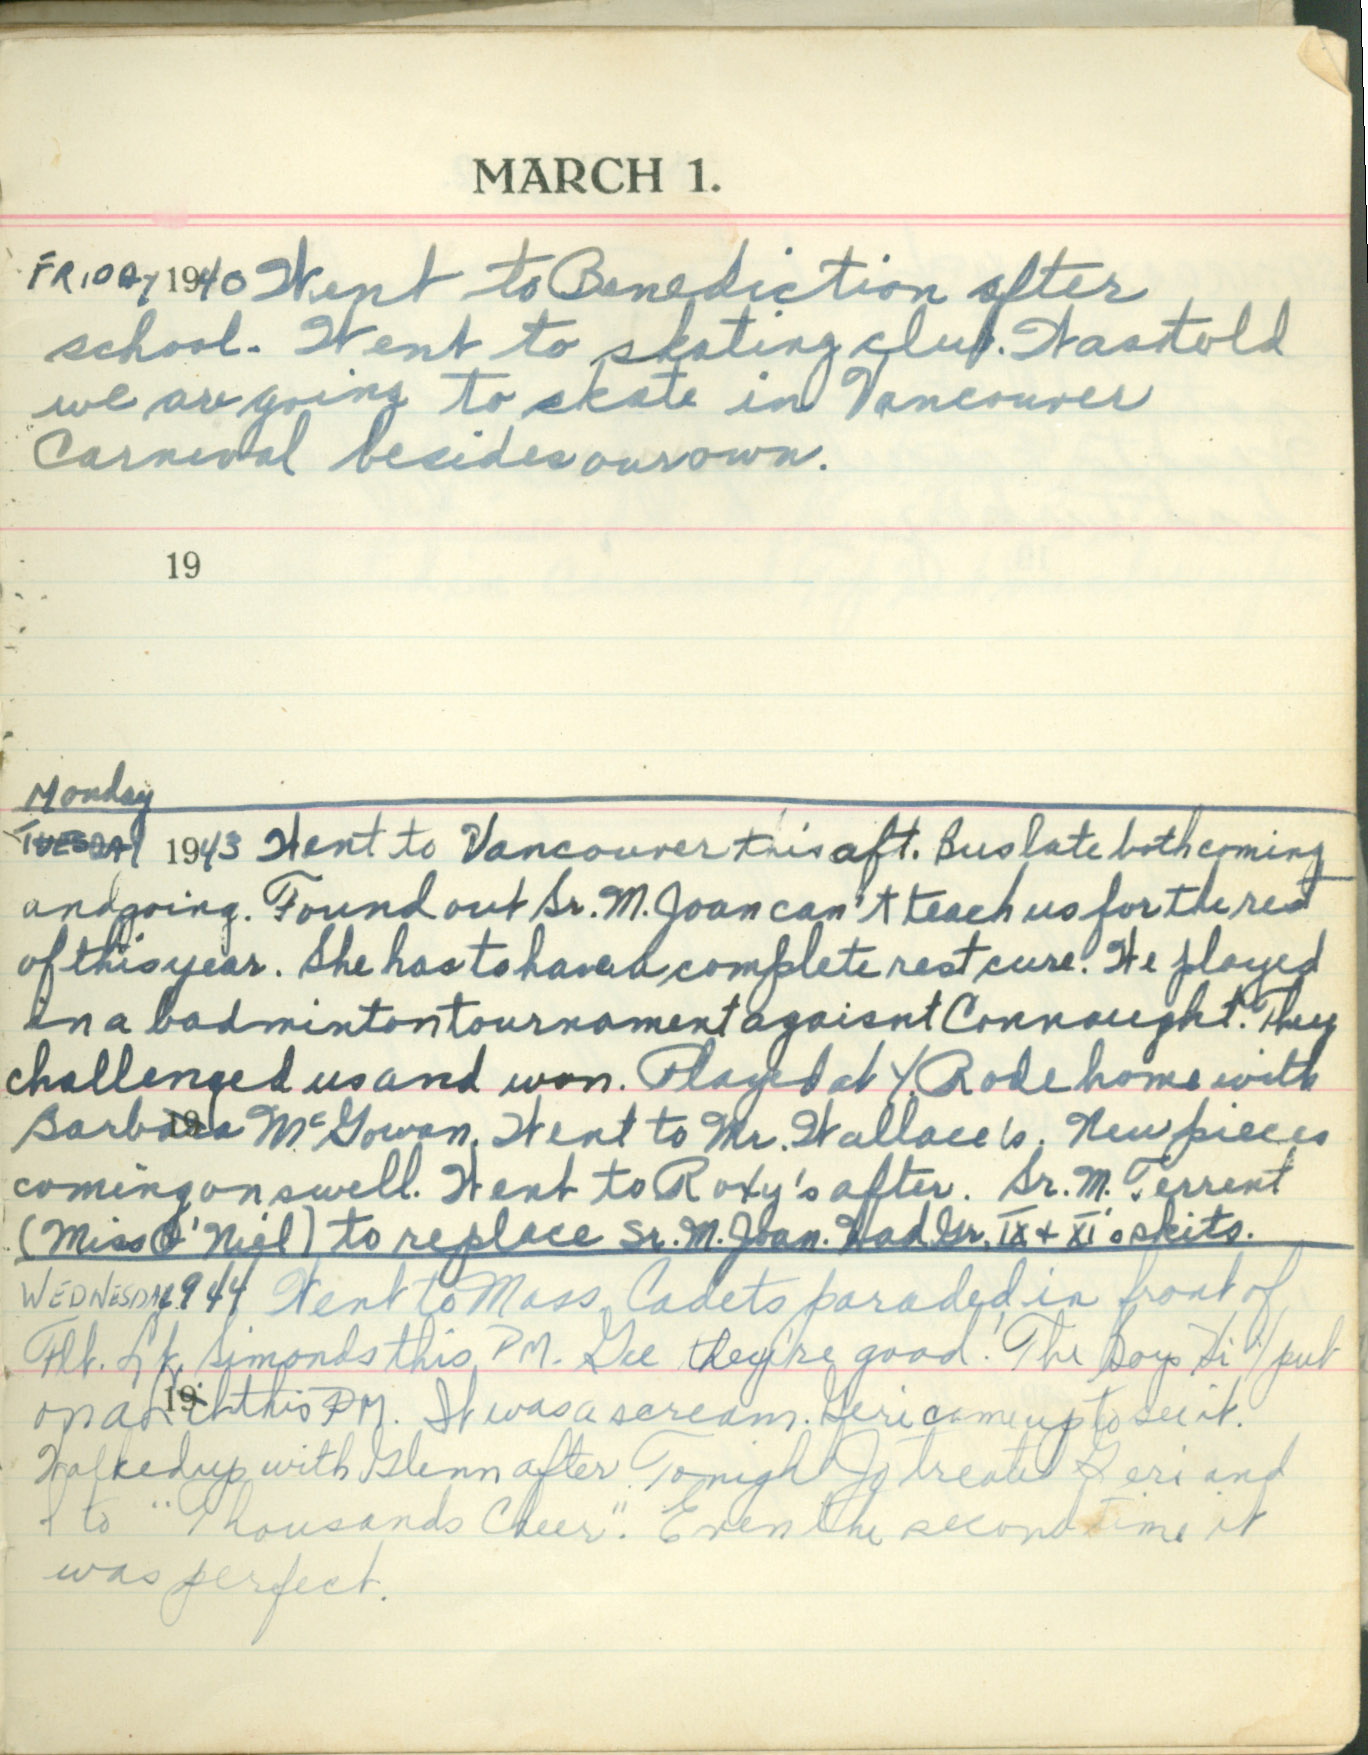 MARCH 1.
FRIDAY 1940 Went to Benediction after
school. Went to skating club. Was told
we are going to skate in Vancouver
Carnival besides our own.
19
Monday
TUESDAY 1943 Went to Vancouver this aft. Bus late both coming
and going. Found out Sr. M. Joan can't teach us for the rest
of this year. She has to have a complete rest cure. We played
in a badminton tournament agaisnt Connaught. They
challenged us and won. Played at Y. Rode home with
Barbara McGowan. Went to Mr. Wallace's. New pieces
coming on swell. Went to Roxy's after. Sr. M. Terrent
(Miss O'Niel) to replace Sr. M. Joan. Had Gr. IX + XI's skits.
WEDNESDAY 1944 Went to Mass. Cadets paraded in front of
Flt. Lt. Simonds this P.M. Gee they're good! The Boys Hi Y put
on a skit this P.M. It was a scream. Geri came up to see it.
Walked up with Glenn after. Tonight Jo treated Geri and
I to "Thousands Cheer". Even the second time it
was perfect.